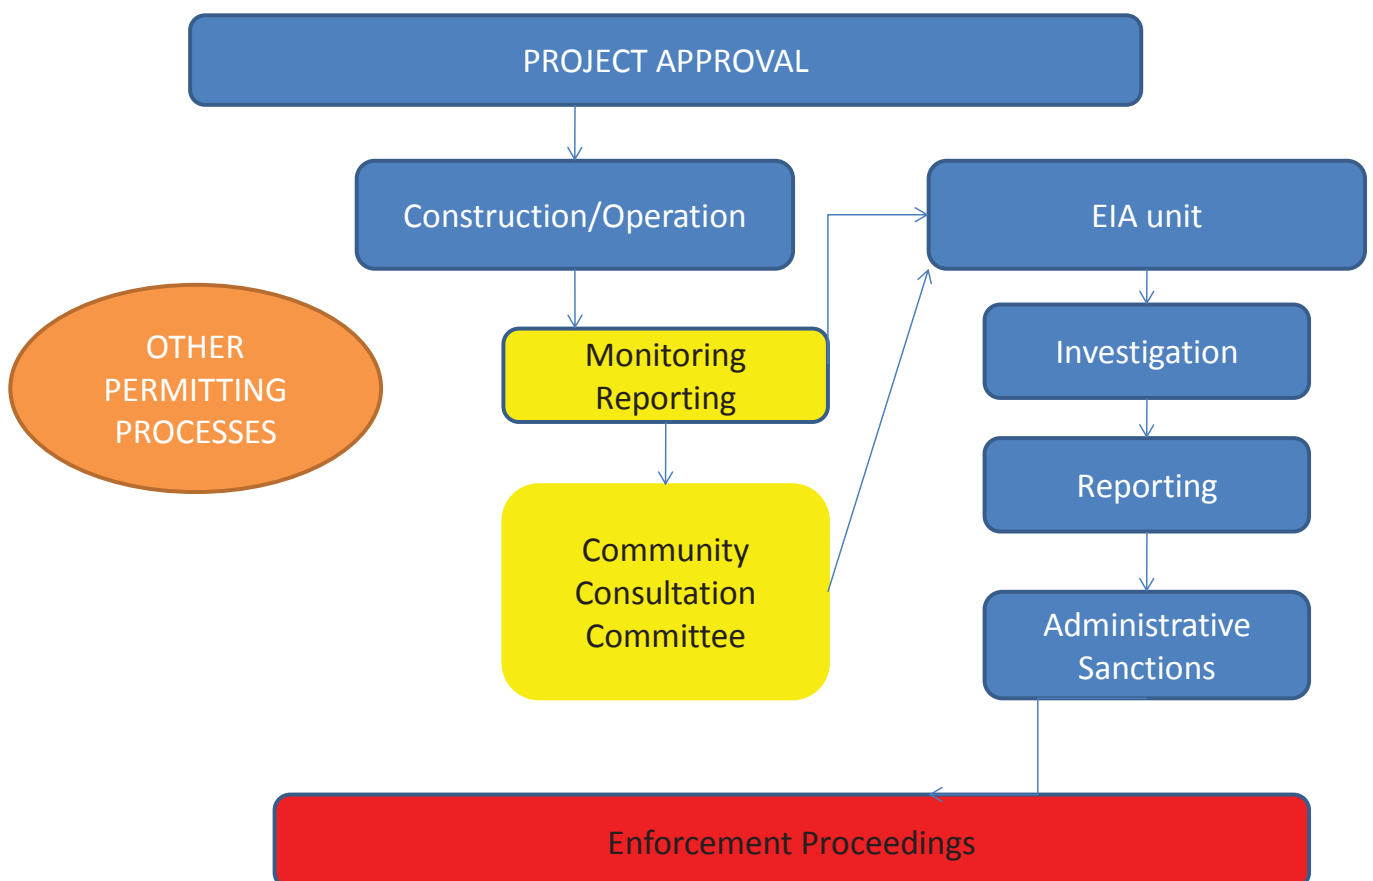 PROJECT APPROVAL
Construction/Operation
EIA unit
OTHER
PERMITTING
PROCESSES
Monitoring
Reporting
Investigation
Reporting
Community
Consultation
Committee
Administrative
Sanctions
Enforcement Proceedings